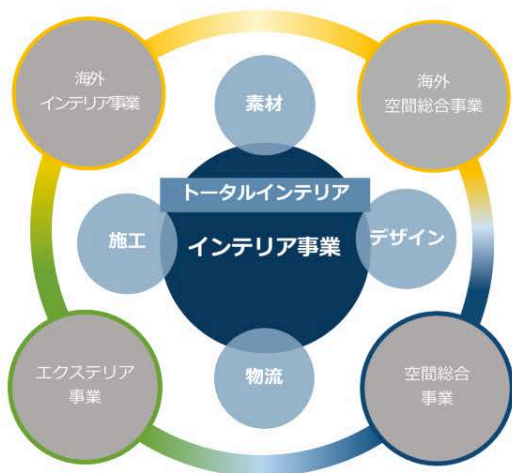 海外
インテリア事業
海外
空間総合事業
素材
トータルインテリア
施工
インテリア事業
デザイン
エクステリア
事業
物流
空間総合
事業